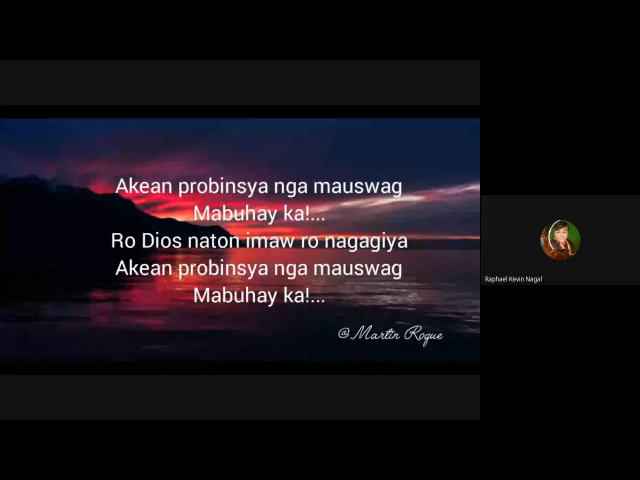 Akean probinsya nga mauswag
Mabuhay ka!...
Ro Dios naton imaw ro nagagiya
Akean probinsya nga mauswag
Mabuhay ka!...
@Martin Roque
Raphael Kevin Nagal